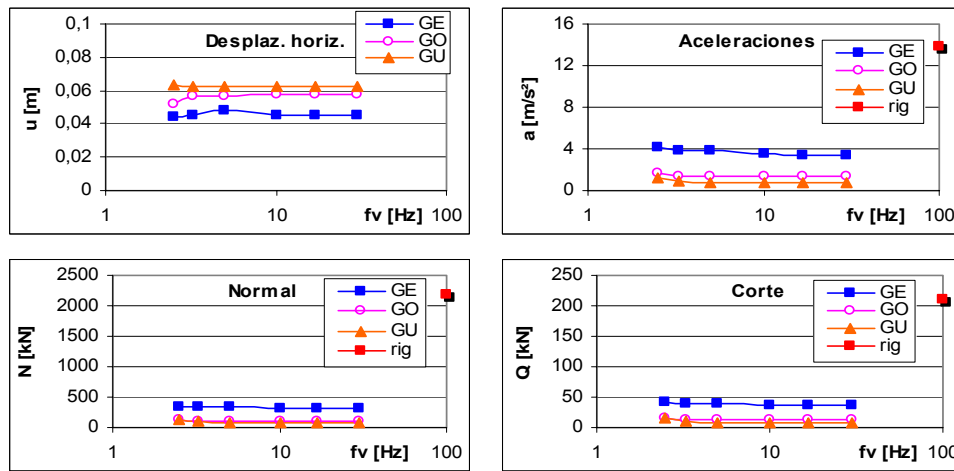 Desplaz. horiz.
GE
GO
GU
0,1
0,08
0,06
0,04
0,02
0
u [m]
1
10
fv [Hz]
100
Aceleraciones
GE
GO
GU
rig
16
12
8
4
0
a [m/s²]
1
10
fv [Hz]
100
Normal
GE
GO
GU
rig
2500
2000
1500
1000
500
0
N [kN]
1
10
fv [Hz]
100
Corte
GE
GO
GU
rig
250
200
150
100
50
0
Q [kN]
1
10
fv [Hz]
100